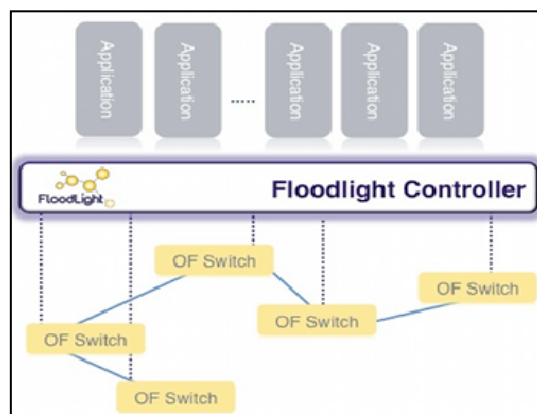 Application
Application
.....
Application
Application
Application
FloodLight
Floodlight Controller
OF Switch
OF Switch
OF Switch
OF Switch
OF Switch